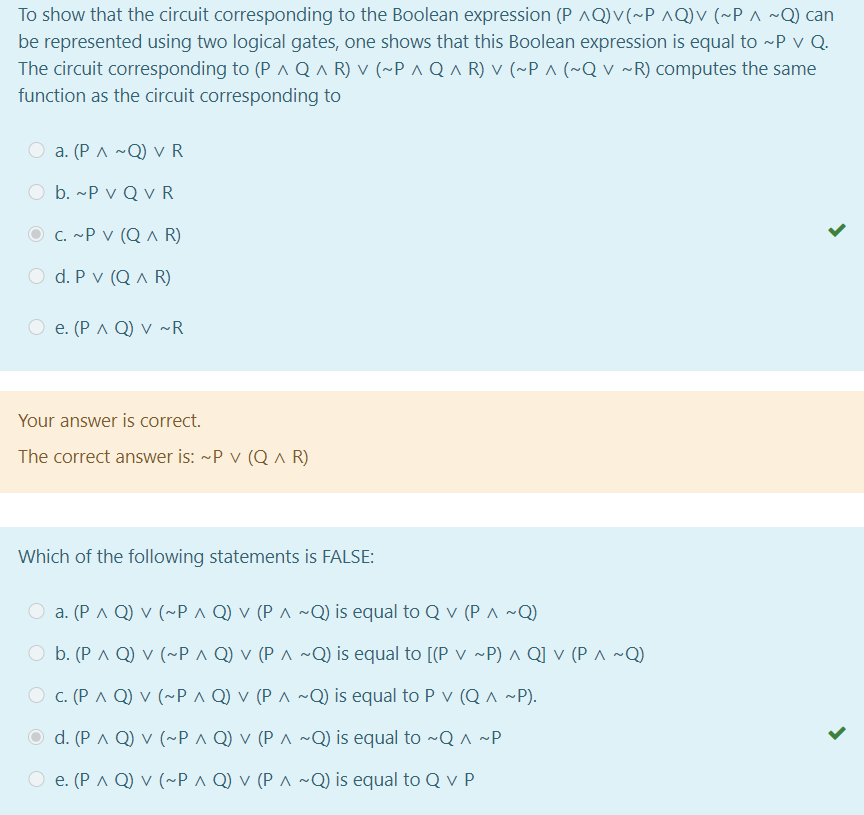 To show that the circuit corresponding to the Boolean expression (P ∧Q)∨(~P ∧Q)∨ (~P ∧ ~Q) can
be represented using two logical gates, one shows that this Boolean expression is equal to ~P ∨ Q.
The circuit corresponding to (P ∧ Q ∧ R) ∨ (~P ∧ Q ∧ R) ∨ (~P ∧ (~Q ∨ ~R) computes the same
function as the circuit corresponding to
a. (P ∧ ~Q) ∨ R
b. ~P ∨ Q ∨ R
c. ~P ∨ (Q ∧ R)
d. P ∨ (Q ∧ R)
e. (P ∧ Q) ∨ ~R
Your answer is correct.
The correct answer is: ~P ∨ (Q ∧ R)
Which of the following statements is FALSE:
a. (P ∧ Q) ∨ (~P ∧ Q) ∨ (P ∧ ~Q) is equal to Q ∨ (P ∧ ~Q)
b. (P ∧ Q) ∨ (~P ∧ Q) ∨ (P ∧ ~Q) is equal to [(P ∨ ~P) ∧ Q] ∨ (P ∧ ~Q)
c. (P ∧ Q) ∨ (~P ∧ Q) ∨ (P ∧ ~Q) is equal to P ∨ (Q ∧ ~P).
d. (P ∧ Q) ∨ (~P ∧ Q) ∨ (P ∧ ~Q) is equal to ~Q ∧ ~P
e. (P ∧ Q) ∨ (~P ∧ Q) ∨ (P ∧ ~Q) is equal to Q ∨ P